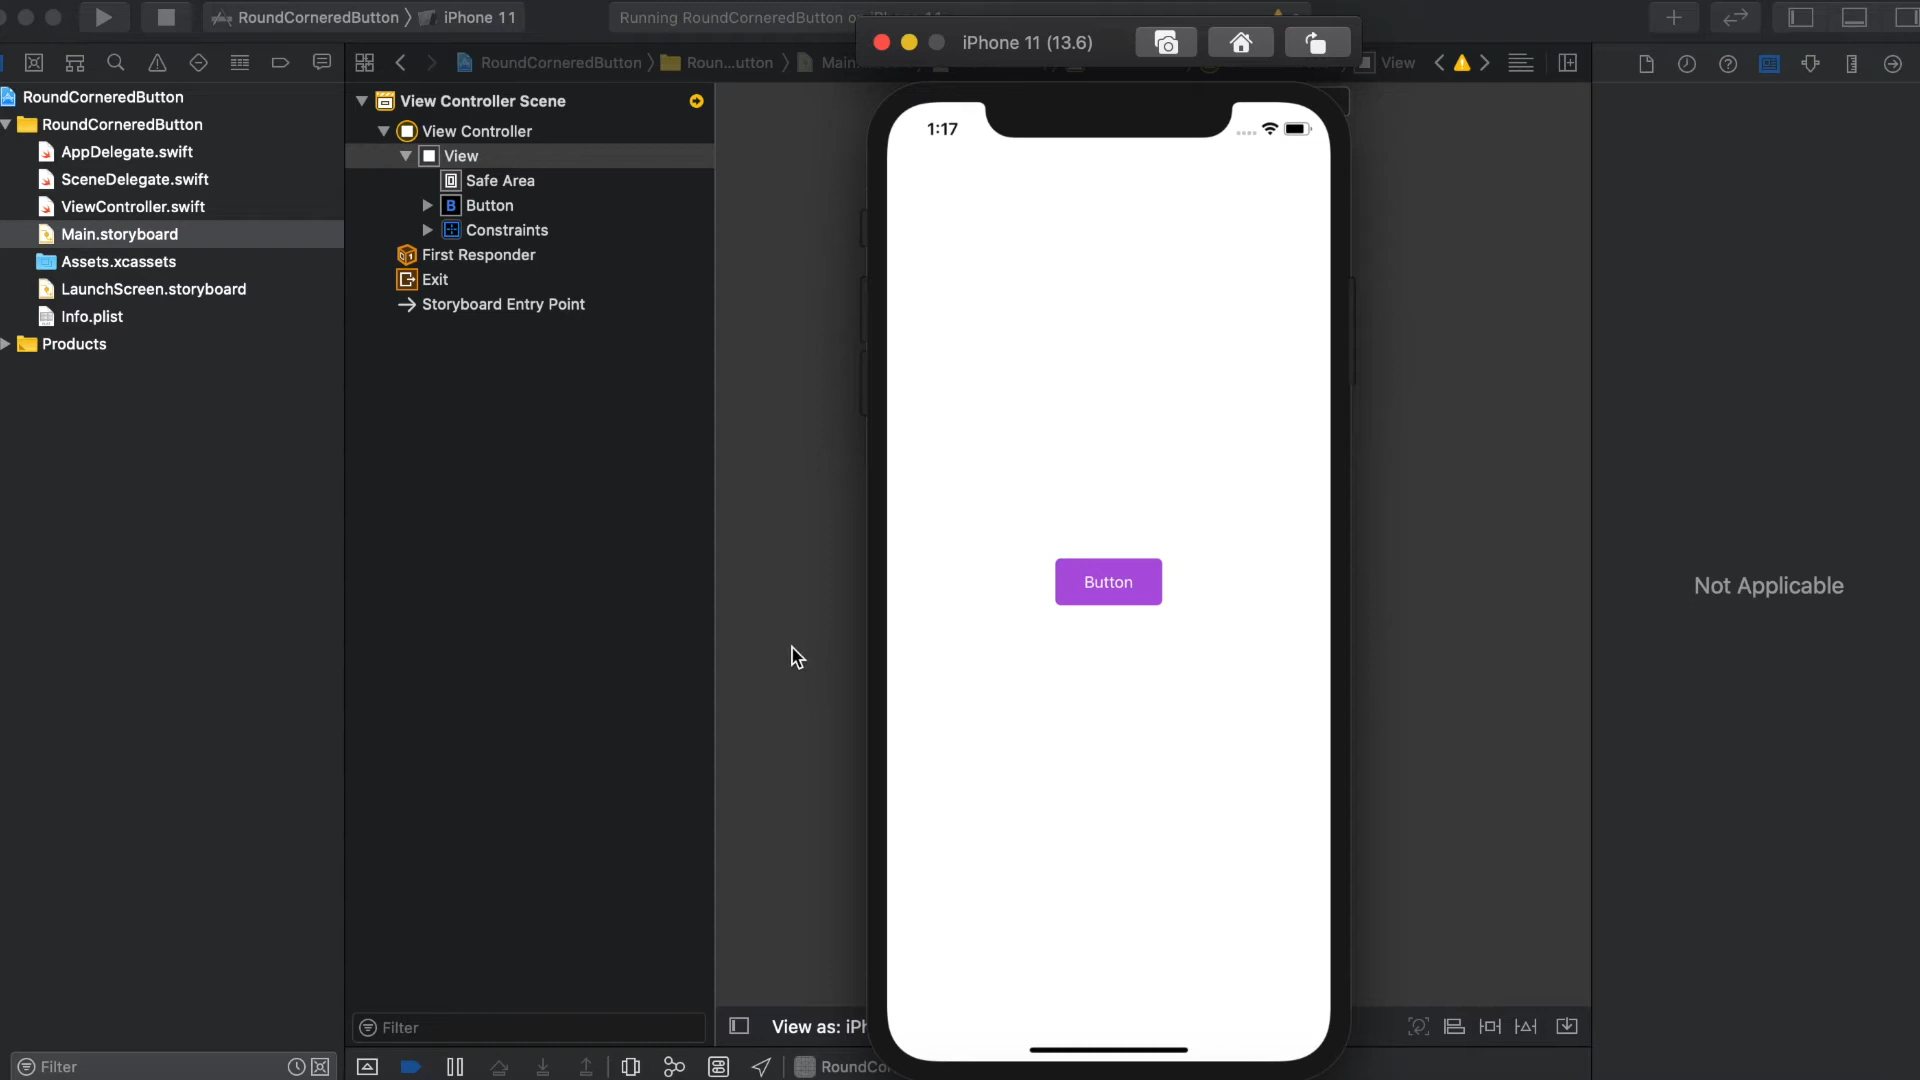 RoundCorneredButton
iPhone 11
Running RoundCorneredButton on
iPhone 11 (13.6)
RoundCorneredButton
Roun...utton
Main
View
RoundCorneredButton
RoundCorneredButton
AppDelegate.swift
SceneDelegate.swift
ViewController.swift
Main.storyboard
Assets.xcassets
LaunchScreen.storyboard
Info.plist
Products
View Controller Scene
View Controller
View
Safe Area
Button
Constraints
First Responder
Exit
Storyboard Entry Point
1:17
Button
Not Applicable
Filter
View as: iPh
Filter
RoundCo